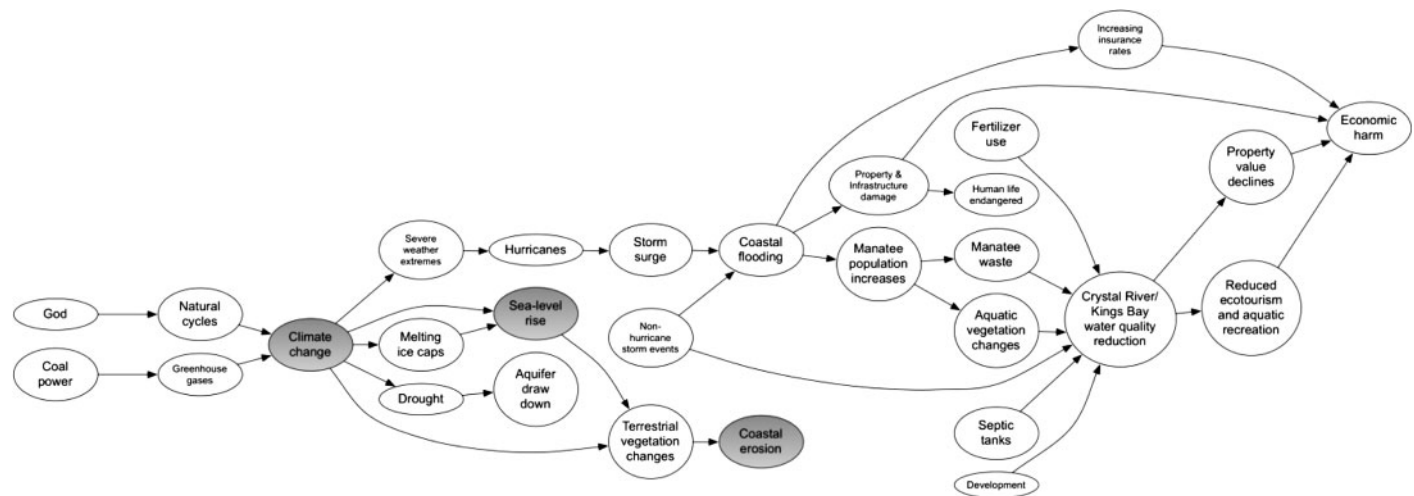 Increasing
insurance
rates
Economic
harm
Fertilizer
use
Property
value
declines
Property &
Infrastructure
damage
Human life
endangered
Severe
weather
extremes
Hurricanes
Storm
surge
Coastal
flooding
Manatee
population
increases
Manatee
waste
God
Natural
cycles
Climate
change
Sea-level
rise
Melting
ice caps
Non-
hurricane
storm events
Aquatic
vegetation
changes
Crystal River/
Kings Bay
water quality
reduction
Reduced
ecotourism
and aquatic
recreation
Coal
power
Greenhouse
gases
Drought
Aquifer
draw
down
Terrestrial
vegetation
changes
Coastal
erosion
Septic
tanks
Development